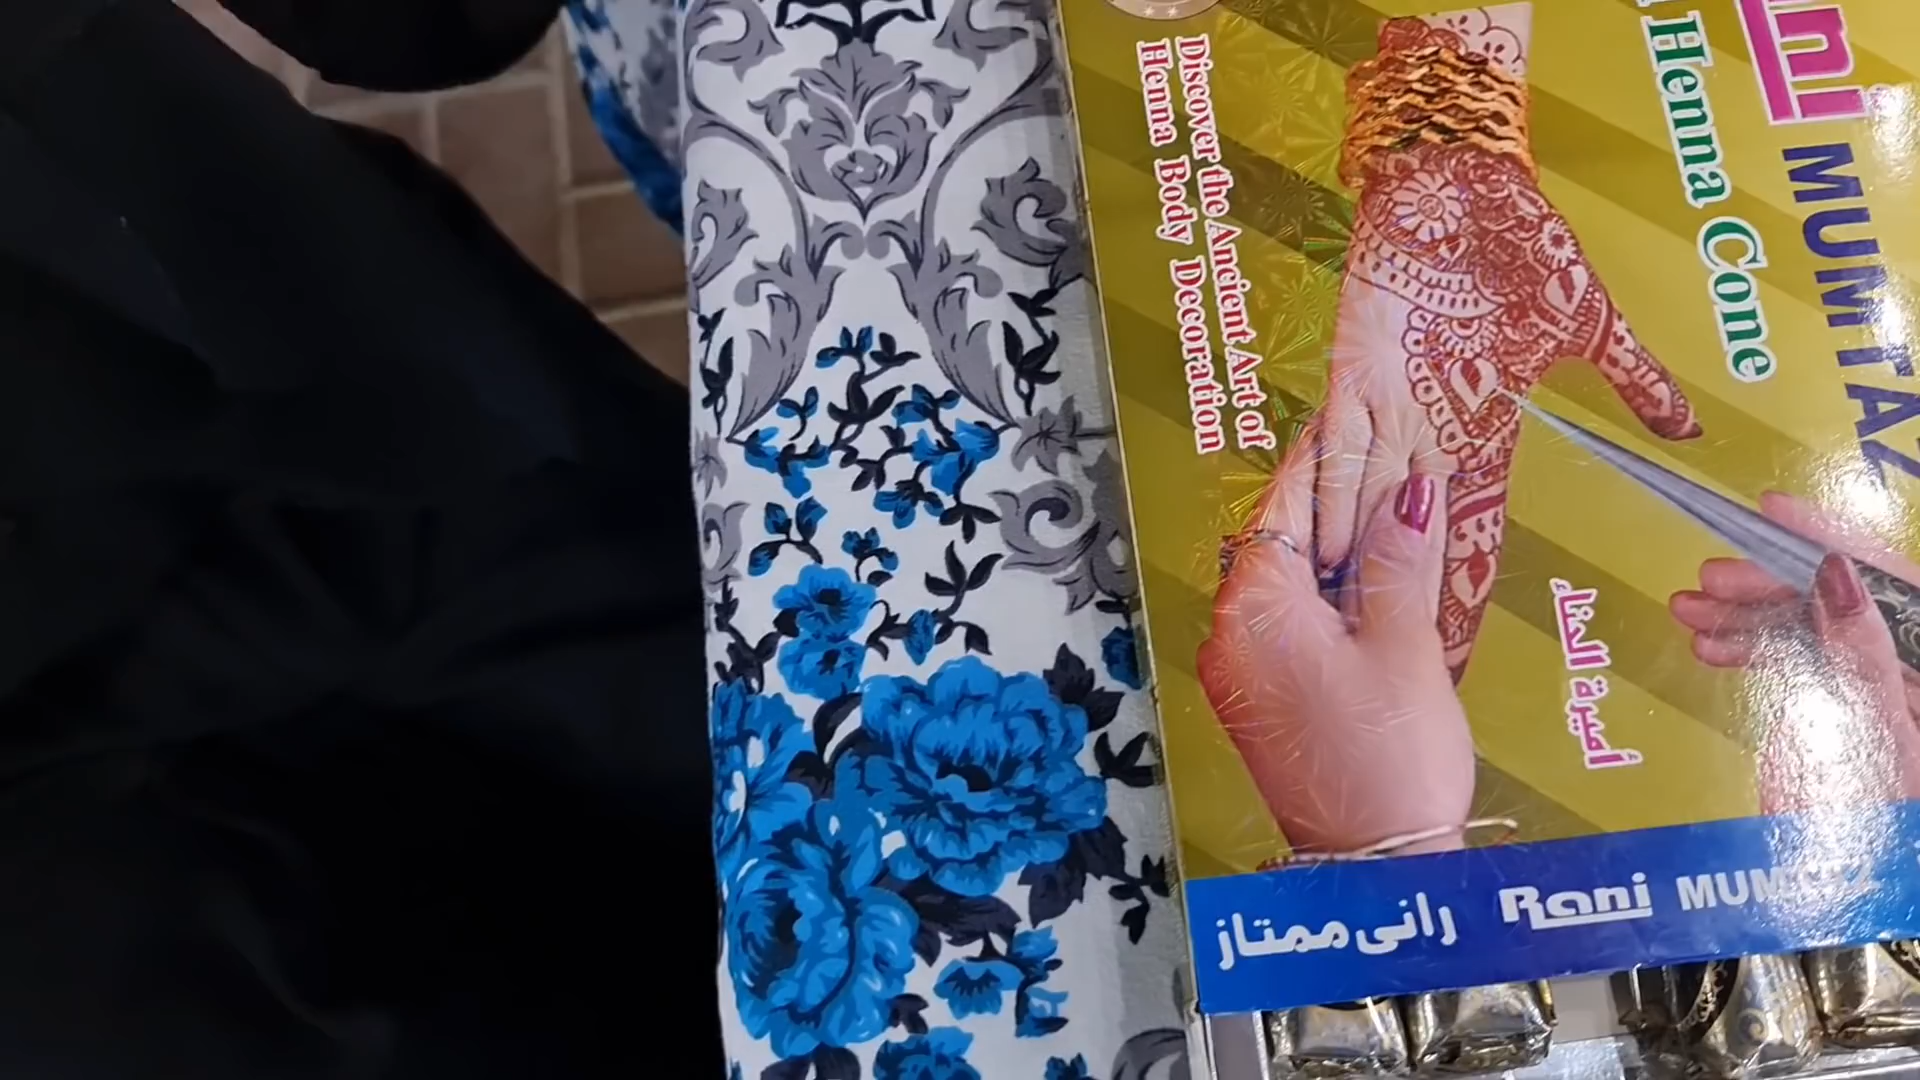 Discover the Ancient Art of
Henna Body Decoration
Henna Cone
MUMTAZ
أميرة الحناء
رانی ممتاز
Rani